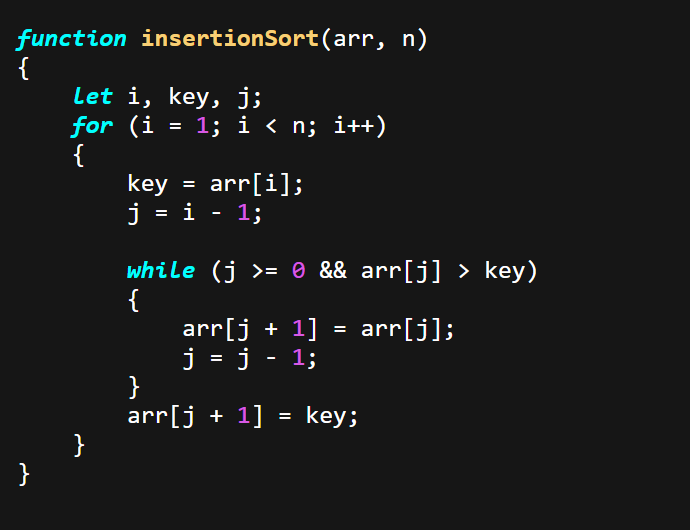 function insertionSort(arr, n)
{
    let i, key, j;
    for (i = 1; i < n; i++)
    {
        key = arr[i];
        j = i - 1;

        while (j >= 0 && arr[j] > key)
        {
            arr[j + 1] = arr[j];
            j = j - 1;
        }
        arr[j + 1] = key;
    }
}